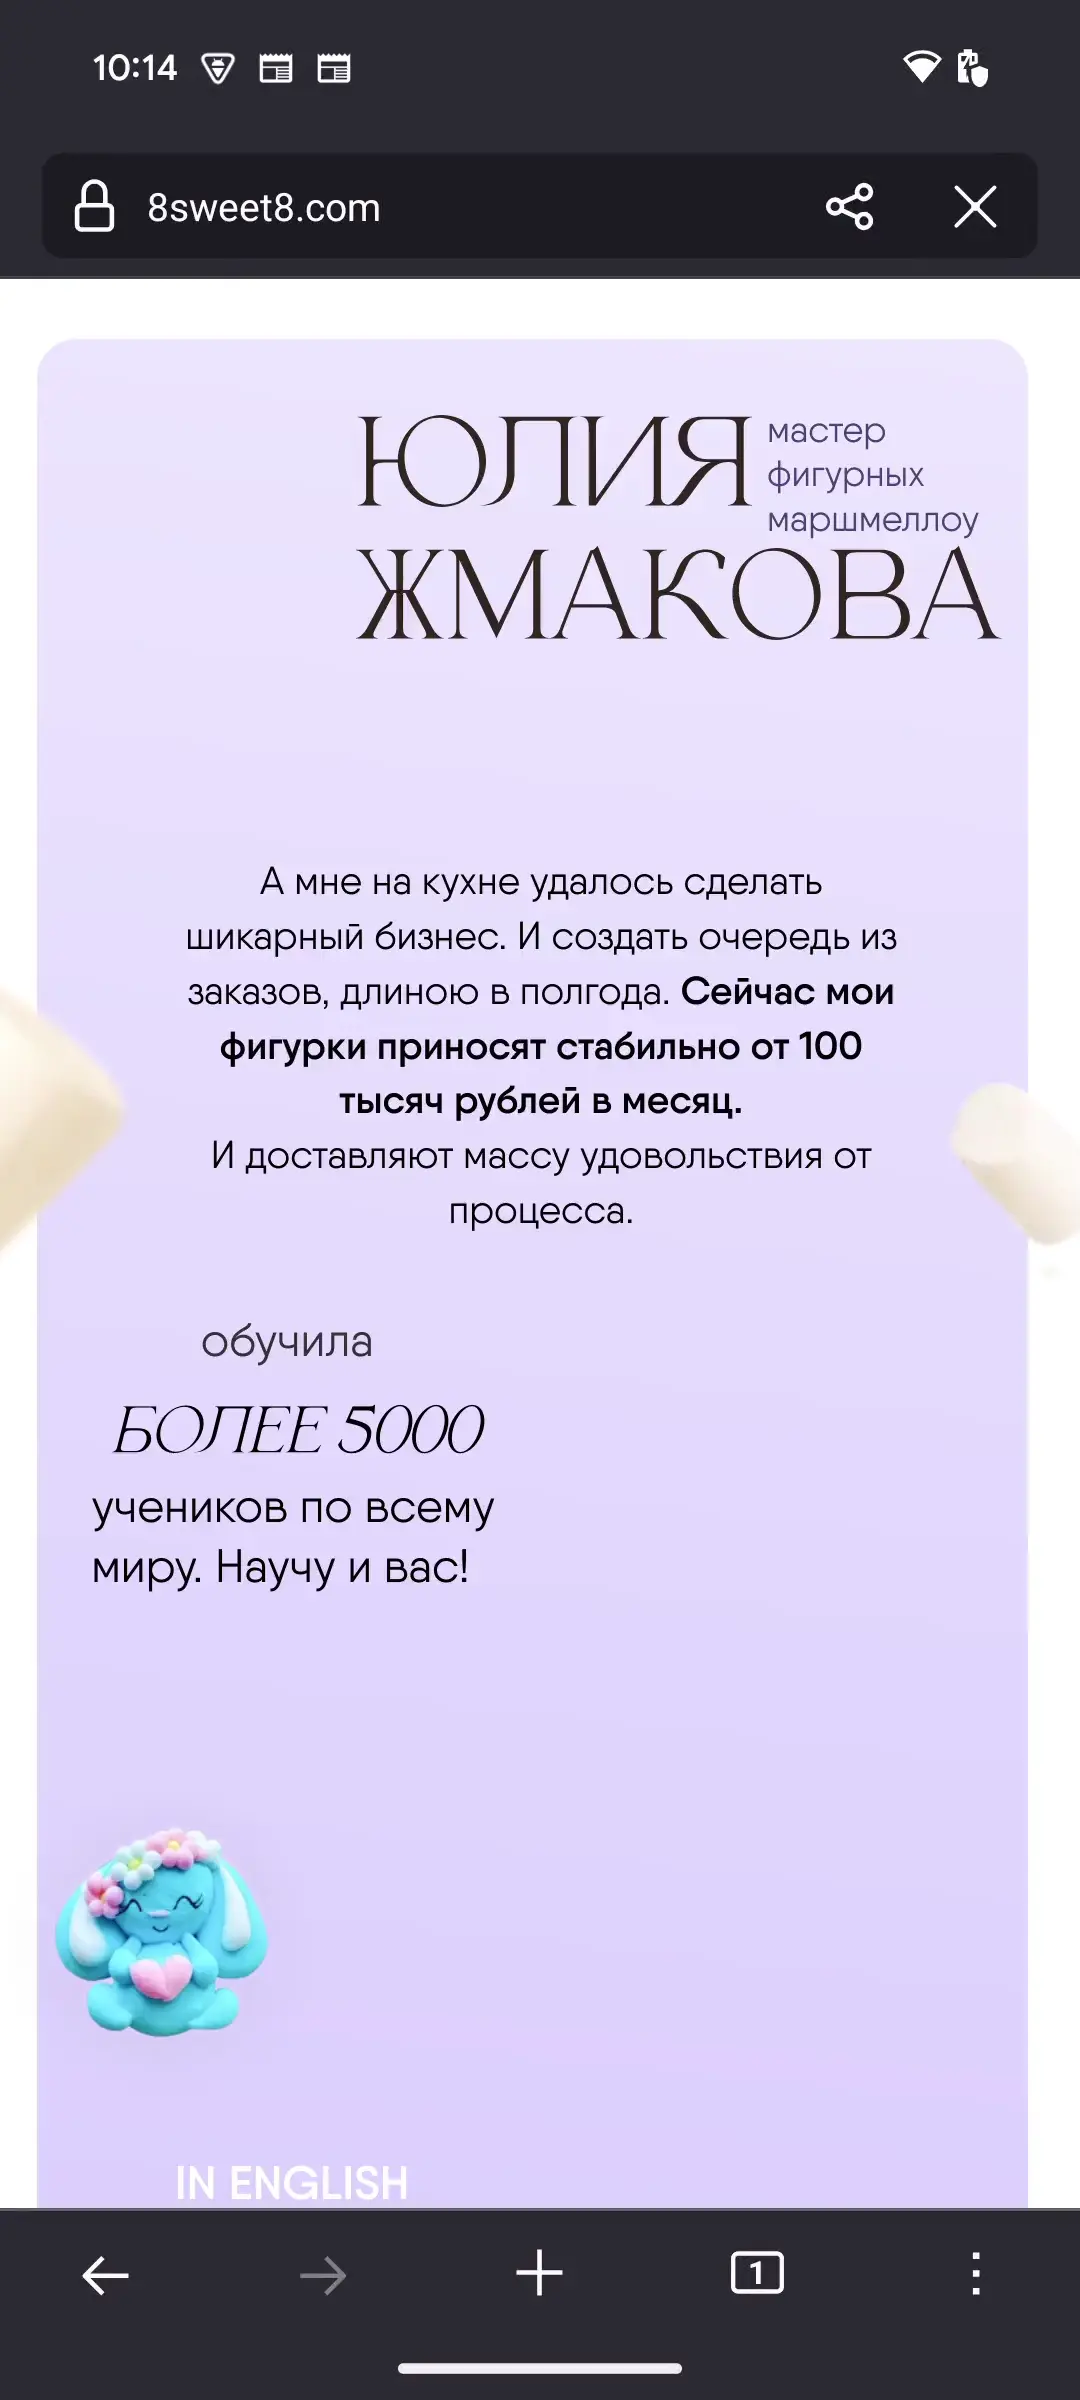 10:14
8sweet8.com
ЮЛИЯ
мастер
фигурных
маршмеллоу
ЖМАКОВА
А мне на кухне удалось сделать
шикарный бизнес. И создать очередь из
заказов, длиною в полгода. Сейчас мои
фигурки приносят стабильно от 100
тысяч рублей в месяц.
И доставляют массу удовольствия от
процесса.
обучила
БОЛЕЕ 5000
учеников по всему
миру. Научу и вас!
IN ENGLISH
1